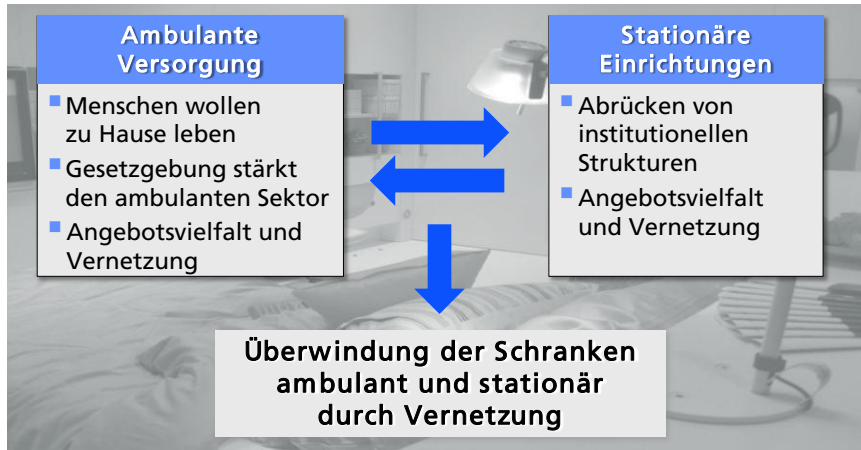 Ambulante
Versorgung
Menschen wollen
zu Hause leben
Gesetzgebung stärkt
den ambulanten Sektor
Angebotsvielfalt und
Vernetzung
Stationäre
Einrichtungen
Abrücken von
institutionellen
Strukturen
Angebotsvielfalt
und Vernetzung
Überwindung der Schranken
ambulant und stationär
durch Vernetzung